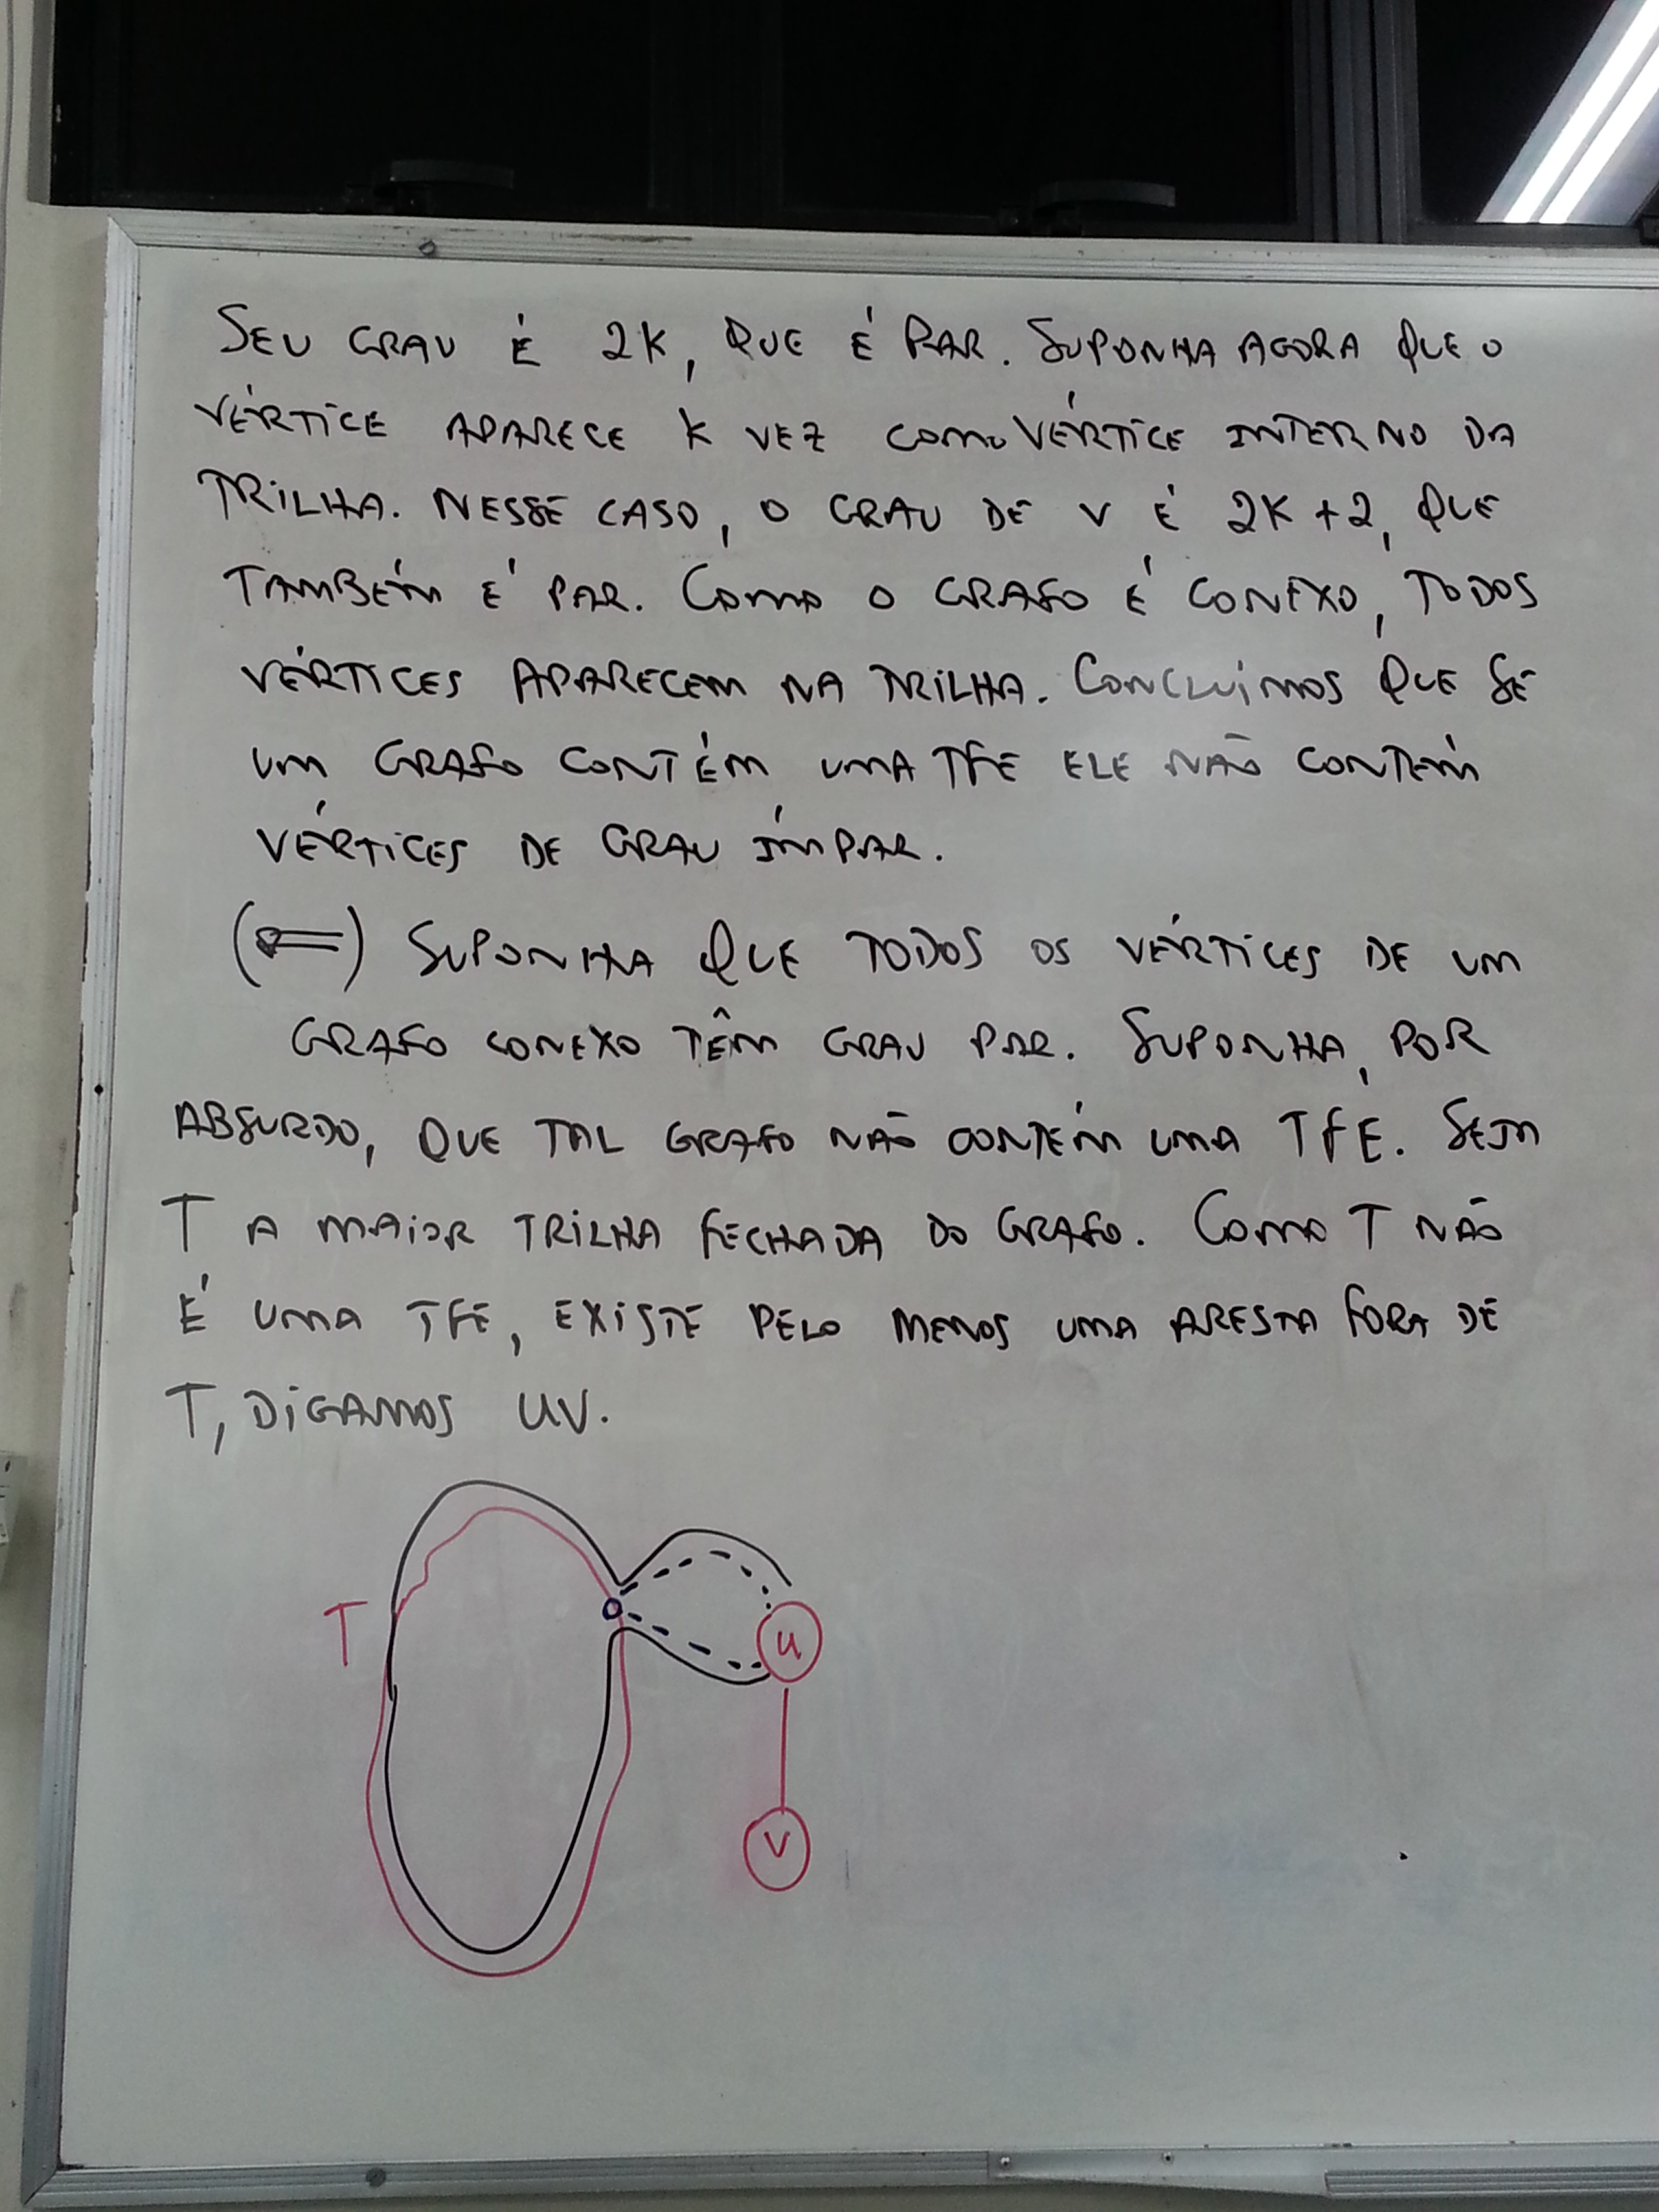 SEU GRAU É 2K, QUE É PAR. SUPONHA AGORA QUE O
VÉRTICE APARECE K VEZ COMO VÉRTICE INTERNO DA
TRILHA. NESSE CASO, O GRAU DE V É 2K+2, QUE
TAMBÉM É PAR. COMO O GRAFO É CONEXO, TODOS
VÉRTICES APARECEM NA TRILHA. CONCLUÍMOS QUE SE
UM GRAFO CONTÉM UMA TFE ELE NÃO CONTÉM
VÉRTICES DE GRAU ÍMPAR.
(⇐) SUPONHA QUE TODOS OS VÉRTICES DE UM
GRAFO CONEXO TÊM GRAU PAR. SUPONHA, POR
ABSURDO, QUE TAL GRAFO NÃO CONTÉM UMA TFE. SEJA
T A MAIOR TRILHA FECHADA DO GRAFO. COMO T NÃO
É UMA TFE, EXISTE PELO MENOS UMA ARESTA FORA DE
T, DIGAMOS UV.
T
U
V